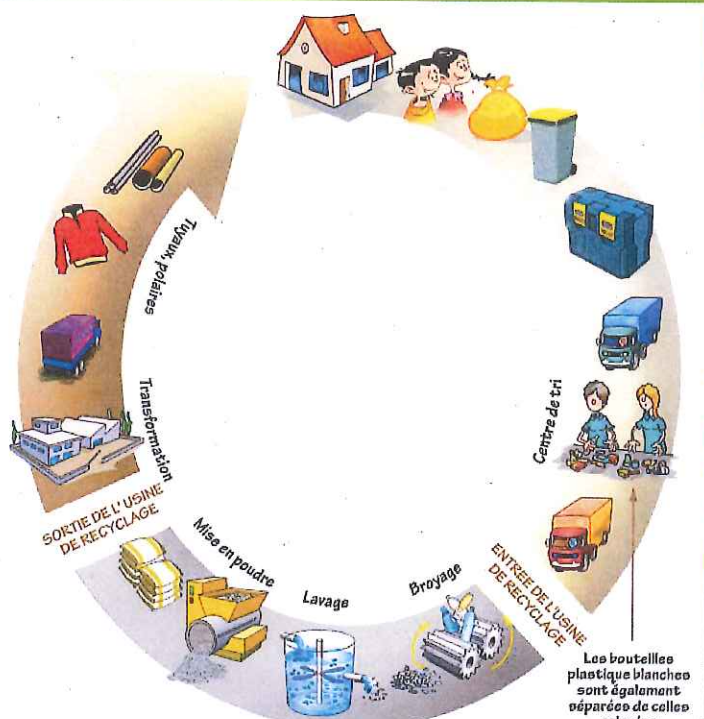 Centre de tri
ENTREE DE L'USINE
DE RECYCLAGE
Les bouteilles
plastique blanches
sont également
séparées de celles
Broyage
Lavage
Mise en poudre
SORTIE DE L'USINE
DE RECYCLAGE
Transformation
Tuyaux, polaires